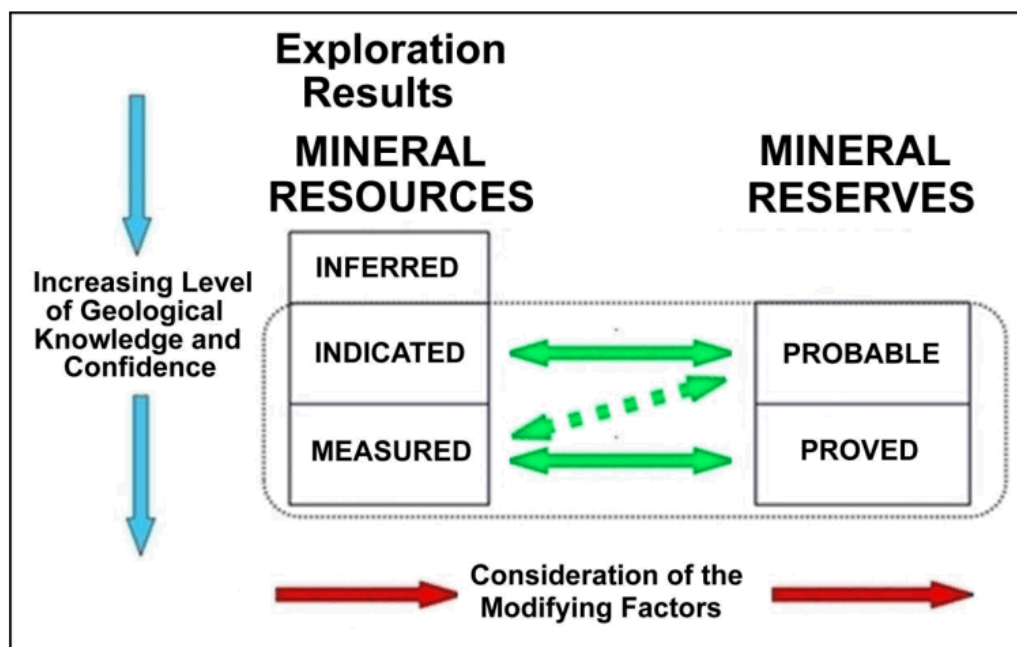 Exploration
Results
MINERAL
RESOURCES
MINERAL
RESERVES
Increasing Level
of Geological
Knowledge and
Confidence
INFERRED
INDICATED
MEASURED
PROBABLE
PROVED
Consideration of the
Modifying Factors